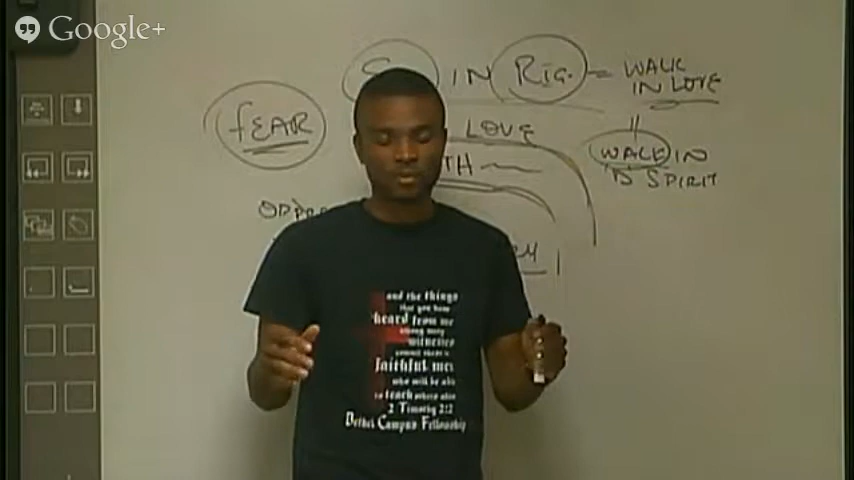 Google+
IN RIG. = WALK
IN LOVE
FEAR
LOVE
WALK IN
D SPIRIT
TH
OPPO
and the things
that you have
heard from me
among many
witnesses
commit these to
faithful men
who will be able
to teach others also
2 Timothy 2:2
Bethel Campus Fellowship